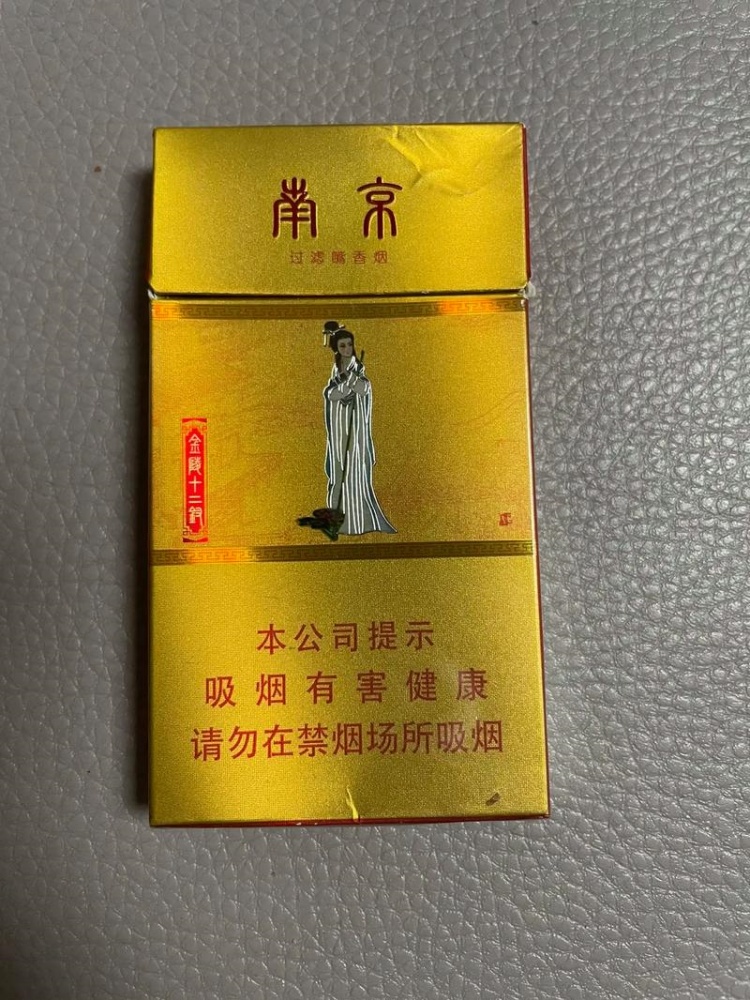 南京
过滤嘴香烟
金陵十二钗
本公司提示
吸烟有害健康
请勿在禁烟场所吸烟